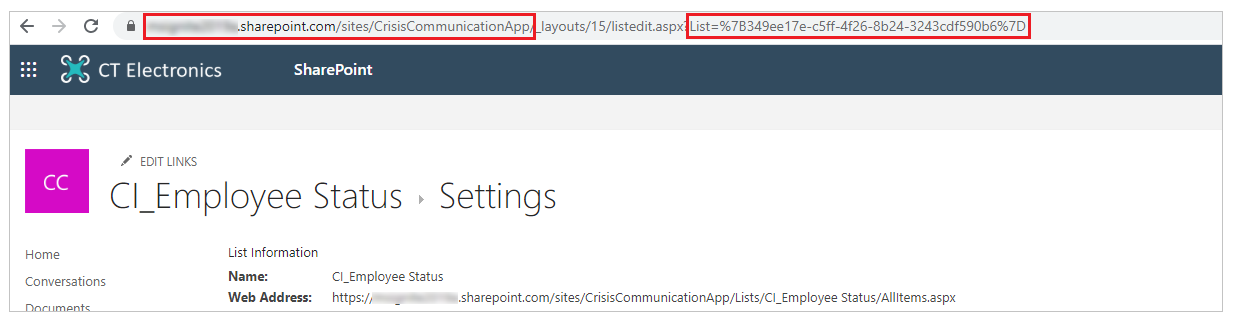 .sharepoint.com/sites/CrisisCommunicationApp/_layouts/15/listedit.aspx?List=%7B349ee17e-c5ff-4f26-8b24-3243cdf590b6%7D
CT Electronics SharePoint
EDIT LINKS
CC
CI_Employee Status Settings
Home
List Information
Name: CI_Employee Status
Conversations
Web Address: https:// .sharepoint.com/sites/CrisisCommunicationApp/Lists/CI_Employee Status/AllItems.aspx
Documents